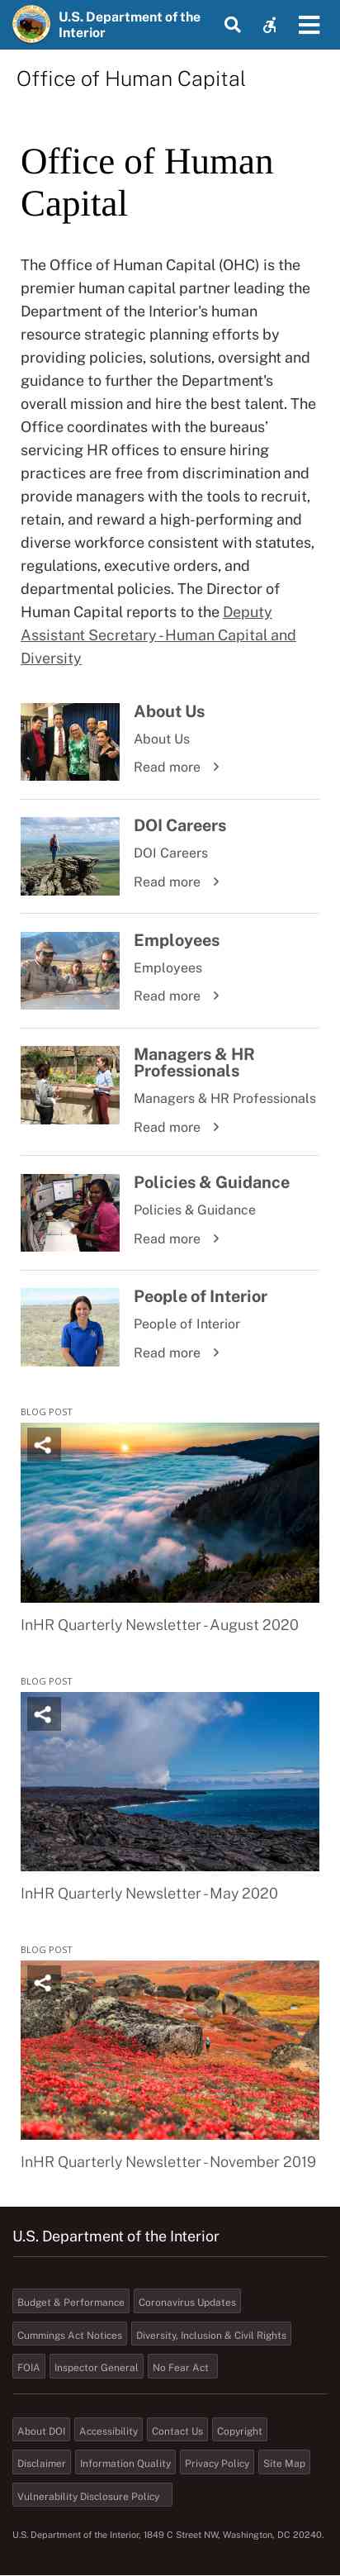 U.S. Department of the
Interior
Office of Human Capital
Office of Human
Capital
The Office of Human Capital (OHC) is the
premier human capital partner leading the
Department of the Interior's human
resource strategic planning efforts by
providing policies, solutions, oversight and
guidance to further the Department's
overall mission and hire the best talent. The
Office coordinates with the bureaus’
servicing HR offices to ensure hiring
practices are free from discrimination and
provide managers with the tools to recruit,
retain, and reward a high-performing and
diverse workforce consistent with statutes,
regulations, executive orders, and
departmental policies. The Director of
Human Capital reports to the Deputy
Assistant Secretary - Human Capital and
Diversity
About Us
About Us
Read more
DOI Careers
DOI Careers
Read more
Employees
Employees
Read more
Managers & HR
Professionals
Managers & HR Professionals
Read more
Policies & Guidance
Policies & Guidance
Read more
People of Interior
People of Interior
Read more
BLOG POST
InHR Quarterly Newsletter - August 2020
BLOG POST
InHR Quarterly Newsletter - May 2020
BLOG POST
InHR Quarterly Newsletter - November 2019
U.S. Department of the Interior
Budget & Performance Coronavirus Updates
Cummings Act Notices Diversity, Inclusion & Civil Rights
FOIA Inspector General No Fear Act
About DOI Accessibility Contact Us Copyright
Disclaimer Information Quality Privacy Policy Site Map
Vulnerability Disclosure Policy
U.S. Department of the Interior, 1849 C Street NW, Washington, DC 20240.